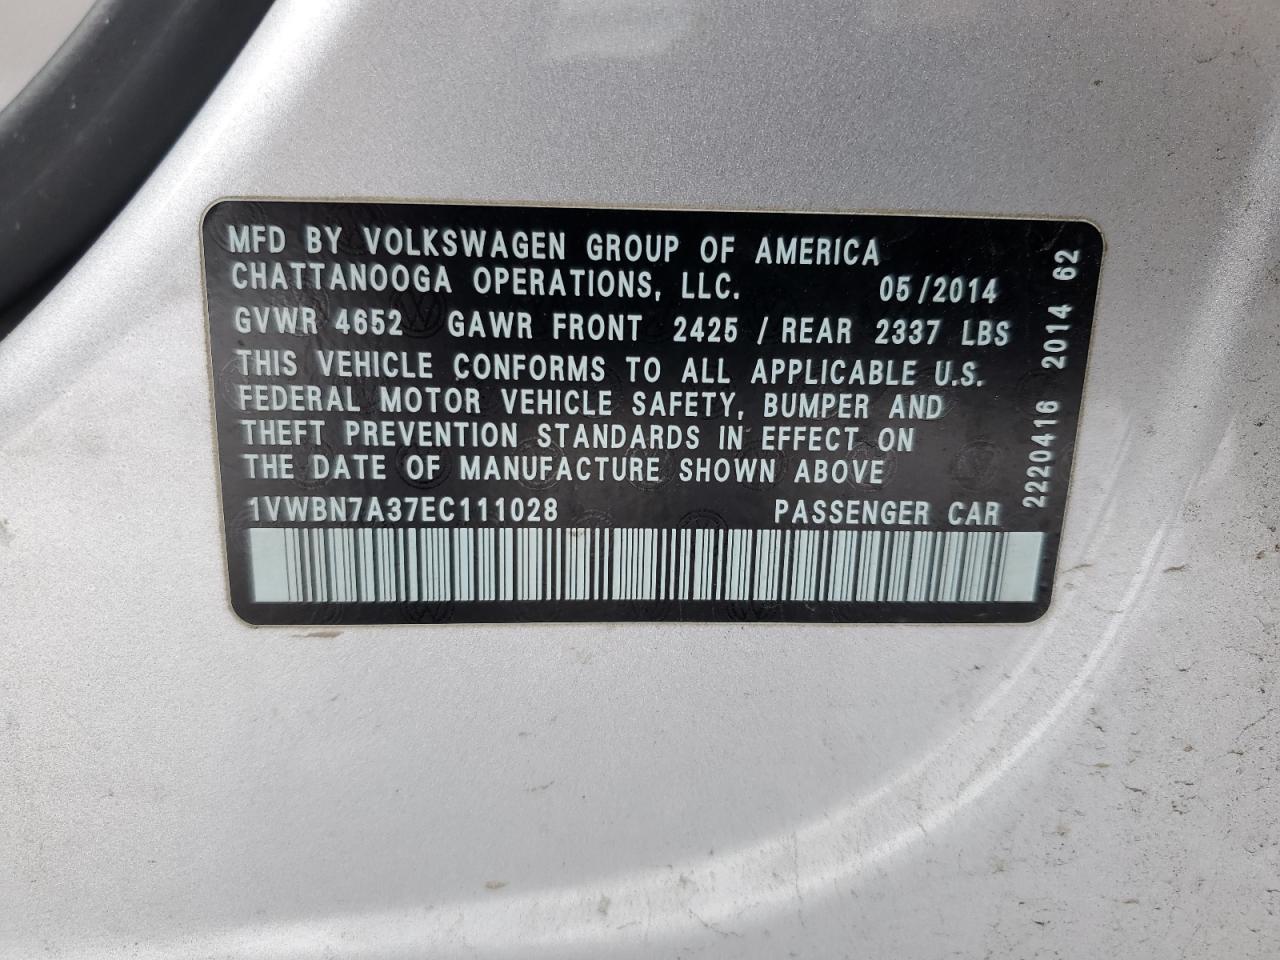 MFD BY VOLKSWAGEN GROUP OF AMERICA
CHATTANOOGA OPERATIONS, LLC. 05/2014
GVWR 4652 GAWR FRONT 2425 / REAR 2337 LBS
THIS VEHICLE CONFORMS TO ALL APPLICABLE U.S.
FEDERAL MOTOR VEHICLE SAFETY, BUMPER AND
THEFT PREVENTION STANDARDS IN EFFECT ON
THE DATE OF MANUFACTURE SHOWN ABOVE
1VWBN7A37EC111028 PASSENGER CAR
2220416 2014 62